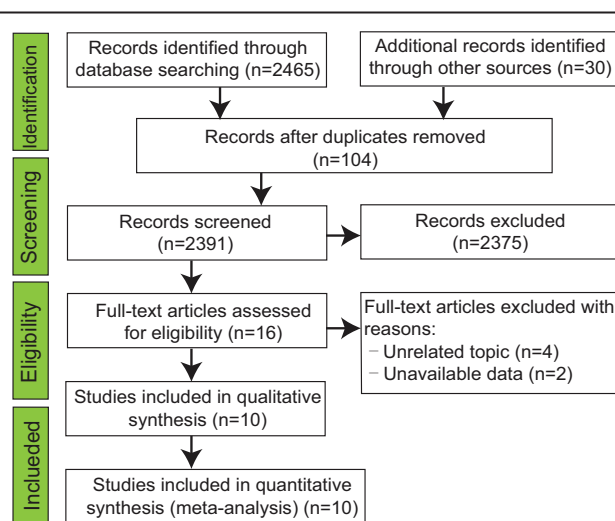 Identification
Records identified through
database searching (n=2465)
Additional records identified
through other sources (n=30)
Records after duplicates removed
(n=104)
Screening
Records screened
(n=2391)
Records excluded
(n=2375)
Eligibility
Full-text articles assessed
for eligibility (n=16)
Full-text articles excluded with
reasons:
– Unrelated topic (n=4)
– Unavailable data (n=2)
Studies included in qualitative
synthesis (n=10)
Inclueded
Studies included in quantitative
synthesis (meta-analysis) (n=10)